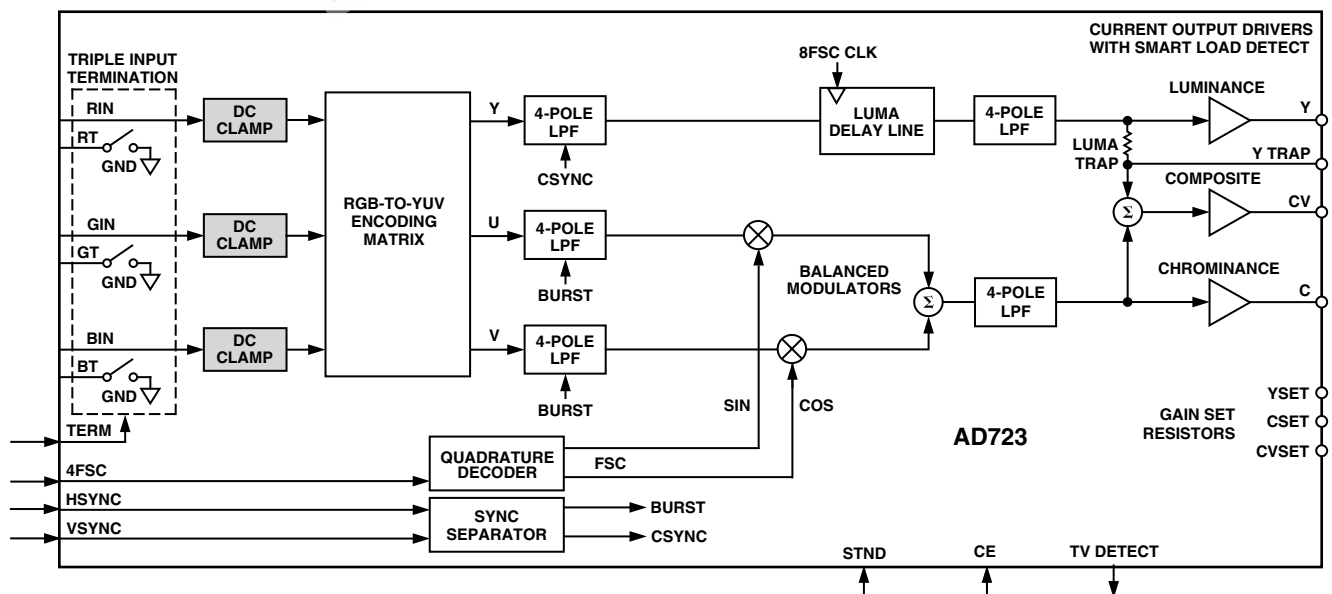 CURRENT OUTPUT DRIVERS
WITH SMART LOAD DETECT
TRIPLE INPUT
TERMINATION
8FSC CLK
RIN
DC
CLAMP
Y
4-POLE
LPF
LUMA
DELAY LINE
4-POLE
LPF
LUMINANCE
Y
RT
GND
CSYNC
LUMA
TRAP
Y TRAP
RGB-TO-YUV
ENCODING
MATRIX
COMPOSITE
GIN
DC
CLAMP
U
4-POLE
LPF
Σ
CV
GT
GND
BURST
BALANCED
MODULATORS
CHROMINANCE
Σ
4-POLE
LPF
C
BIN
DC
CLAMP
V
4-POLE
LPF
BT
GND
BURST
SIN
COS
YSET
GAIN SET
RESISTORS
CSET
CVSET
TERM
AD723
4FSC
QUADRATURE
DECODER
FSC
HSYNC
SYNC
SEPARATOR
BURST
VSYNC
CSYNC
STND
CE
TV DETECT